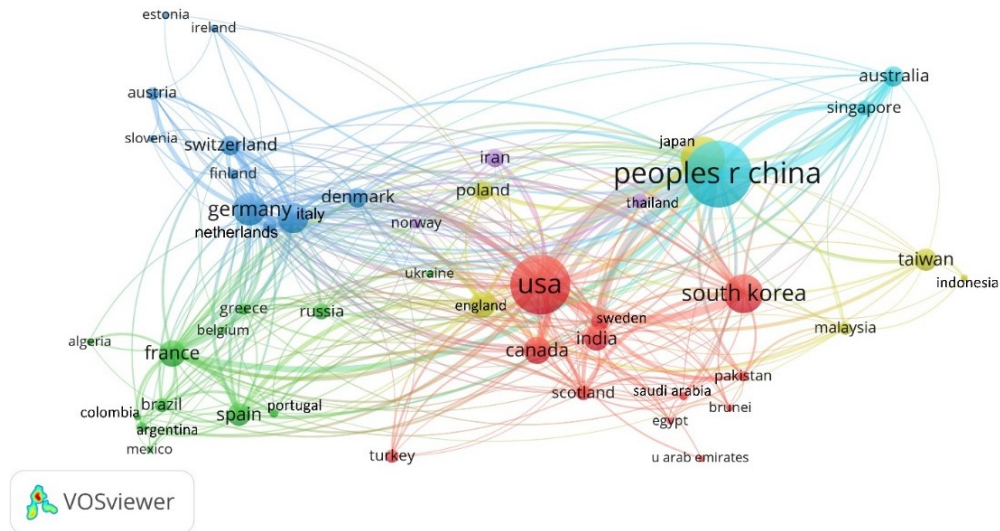 estonia
ireland
australia
austria
singapore
slovenia
switzerland
japan
iran
finland
peoples r china
poland
denmark
thailand
germany
italy
norway
netherlands
taiwan
ukraine
indonesia
usa
south korea
england
greece
russia
sweden
belgium
malaysia
india
algeria
france
canada
pakistan
scotland
saudi arabia
brazil
portugal
brunei
colombia
spain
egypt
argentina
mexico
turkey
u arab emirates
VOSviewer